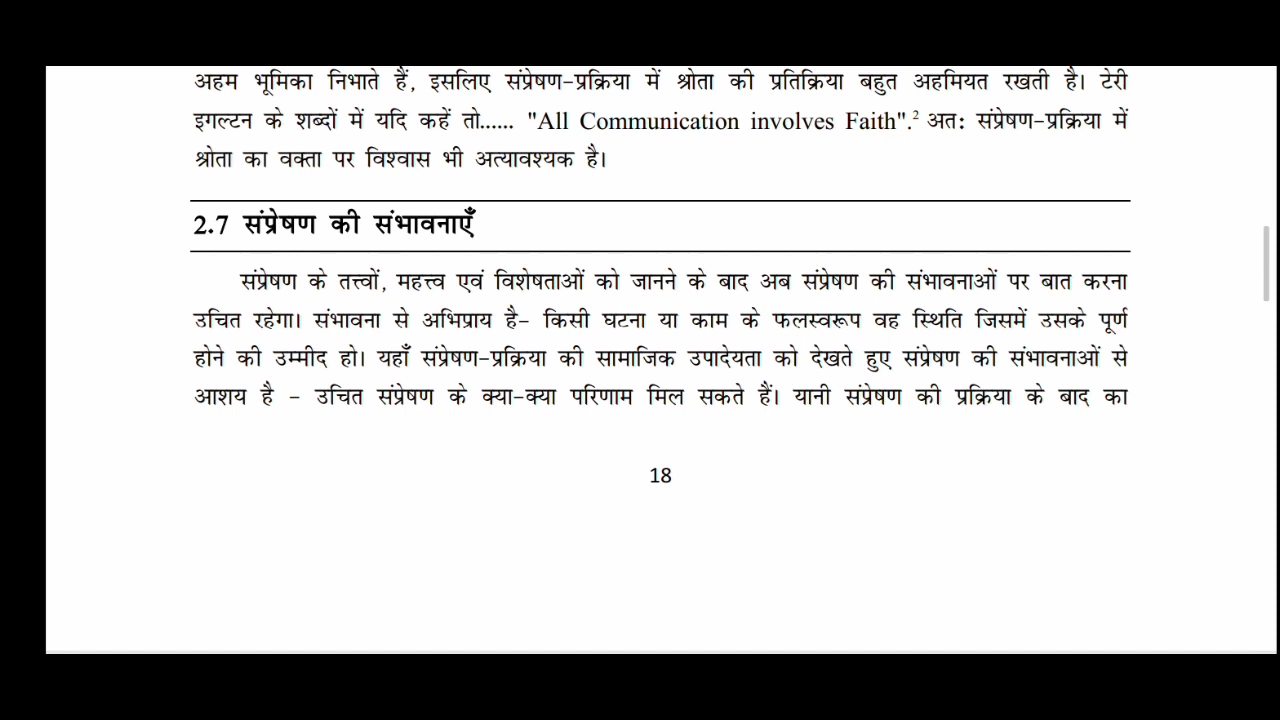 अहम भूमिका निभाते हैं, इसलिए संप्रेषण-प्रक्रिया में श्रोता की प्रतिक्रिया बहुत अहमियत रखती है। टेरी
इगल्टन के शब्दों में यदि कहें तो...... "All Communication involves Faith".² अतः संप्रेषण-प्रक्रिया में
श्रोता का वक्ता पर विश्वास भी अत्यावश्यक है।
2.7 संप्रेषण की संभावनाएँ
संप्रेषण के तत्त्वों, महत्त्व एवं विशेषताओं को जानने के बाद अब संप्रेषण की संभावनाओं पर बात करना
उचित रहेगा। संभावना से अभिप्राय है- किसी घटना या काम के फलस्वरूप वह स्थिति जिसमें उसके पूर्ण
होने की उम्मीद हो। यहाँ संप्रेषण-प्रक्रिया की सामाजिक उपादेयता को देखते हुए संप्रेषण की संभावनाओं से
आशय है - उचित संप्रेषण के क्या-क्या परिणाम मिल सकते हैं। यानी संप्रेषण की प्रक्रिया के बाद का
18